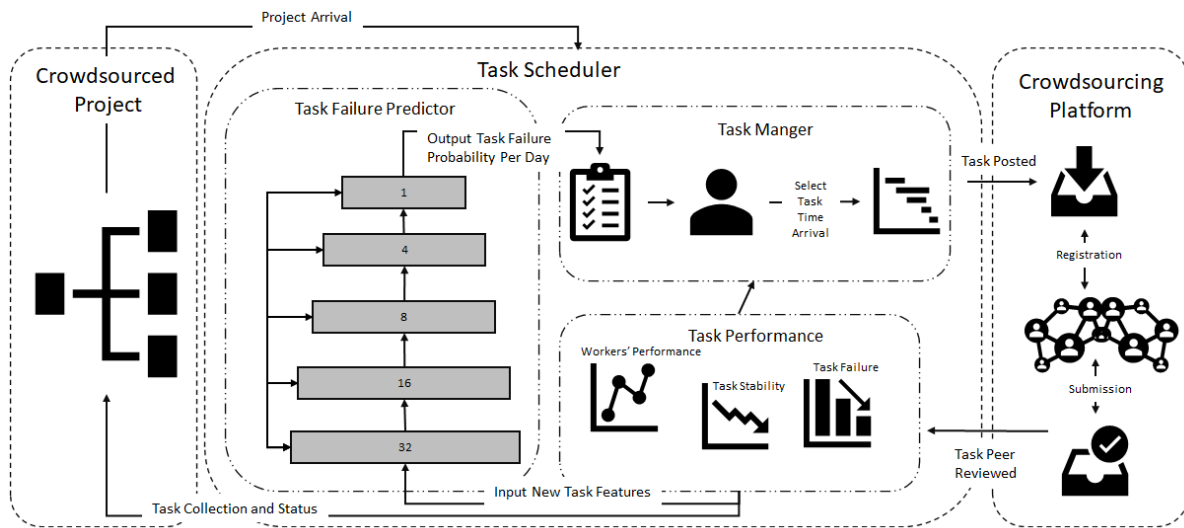 Project Arrival
Crowdsourced
Project
Task Scheduler
Crowdsourcing
Platform
Task Failure Predictor
Output Task Failure
Probability Per Day
1
4
8
16
32
Task Manger
Select
Task
Time
Arrival
Task Posted
Registration
Submission
Task Performance
Workers' Performance
Task Stability
Task Failure
Task Peer
Reviewed
Input New Task Features
Task Collection and Status